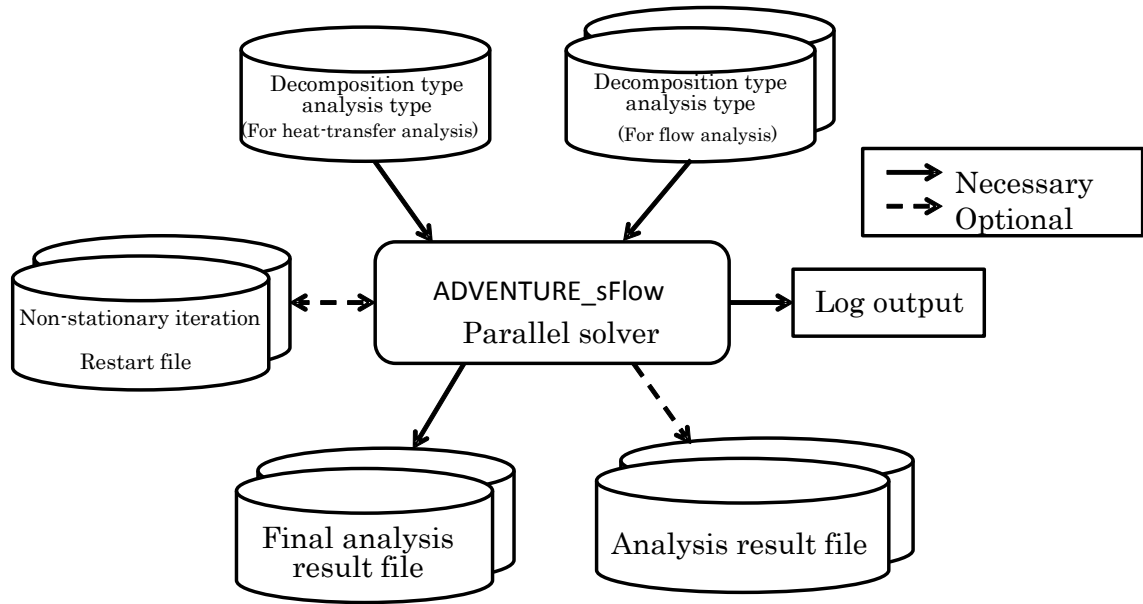 Decomposition type
analysis type
(For heat-transfer analysis)
Decomposition type
analysis type
(For flow analysis)
Necessary
Optional
Non-stationary iteration
Restart file
ADVENTURE_sFlow
Parallel solver
Log output
Final analysis
result file
Analysis result file